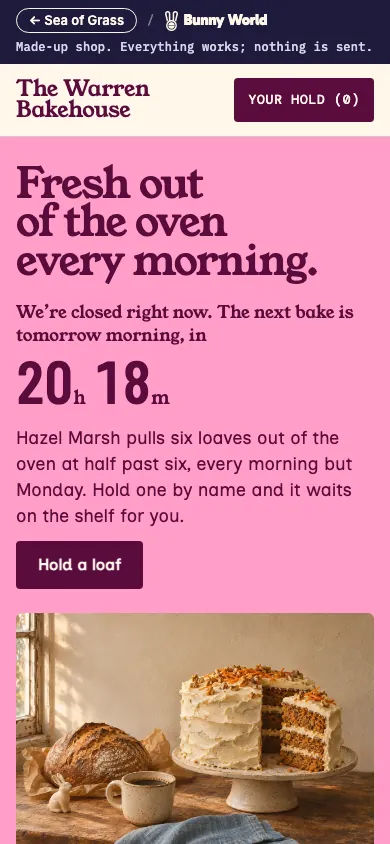 ← Sea of Grass / Bunny World
Made-up shop. Everything works; nothing is sent.
The Warren
Bakehouse
YOUR HOLD (0)
Fresh out
of the oven
every morning.
We’re closed right now. The next bake is
tomorrow morning, in
20h 18m
Hazel Marsh pulls six loaves out of the
oven at half past six, every morning but
Monday. Hold one by name and it waits
on the shelf for you.
Hold a loaf